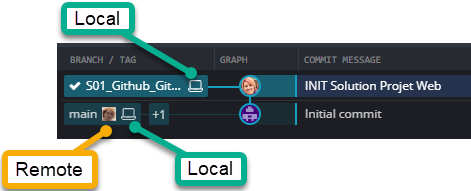 Local
BRANCH / TAG GRAPH COMMIT MESSAGE
S01_Github_Git... INIT Solution Projet Web
main +1 Initial commit
Remote Local